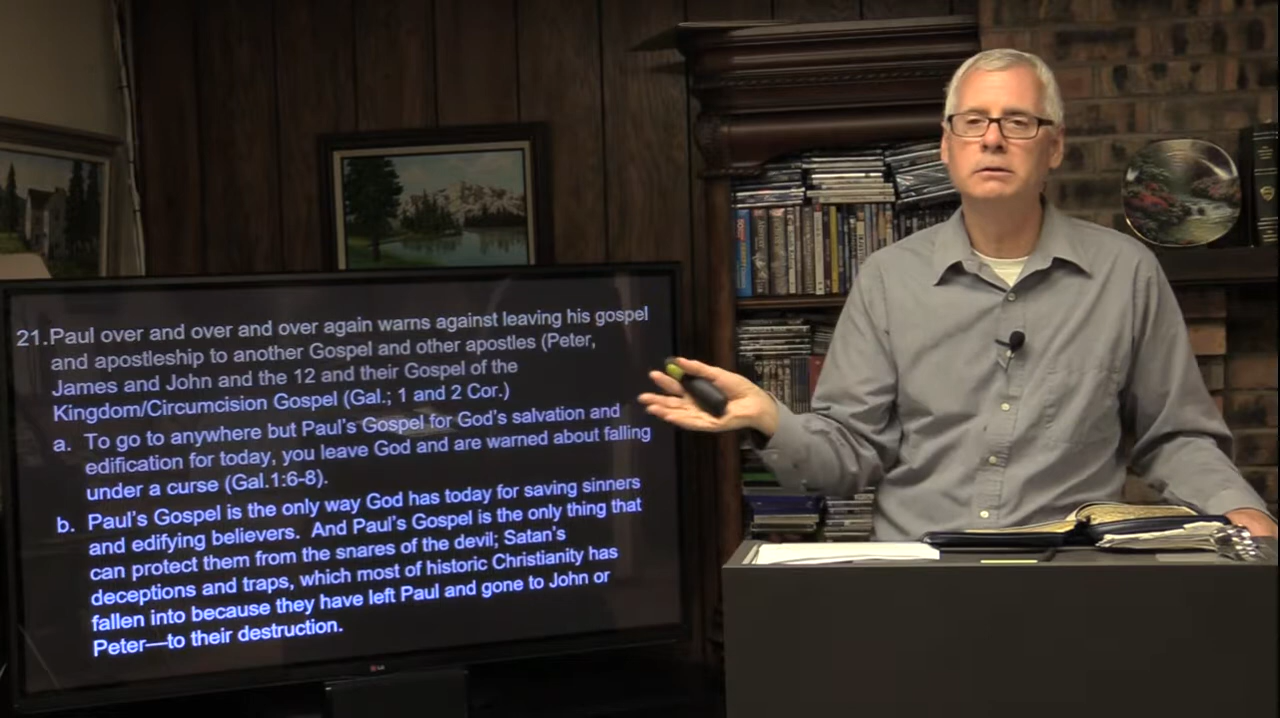 21. Paul over and over and over again warns against leaving his gospel
and apostleship to another Gospel and other apostles (Peter,
James and John and the 12 and their Gospel of the
Kingdom/Circumcision Gospel (Gal.; 1 and 2 Cor.)
a. To go to anywhere but Paul's Gospel for God's salvation and
edification for today, you leave God and are warned about falling
under a curse (Gal.1:6-8).
b. Paul's Gospel is the only way God has today for saving sinners
and edifying believers. And Paul's Gospel is the only thing that
can protect them from the snares of the devil; Satan's
deceptions and traps, which most of historic Christianity has
fallen into because they have left Paul and gone to John or
Peter—to their destruction.
LG